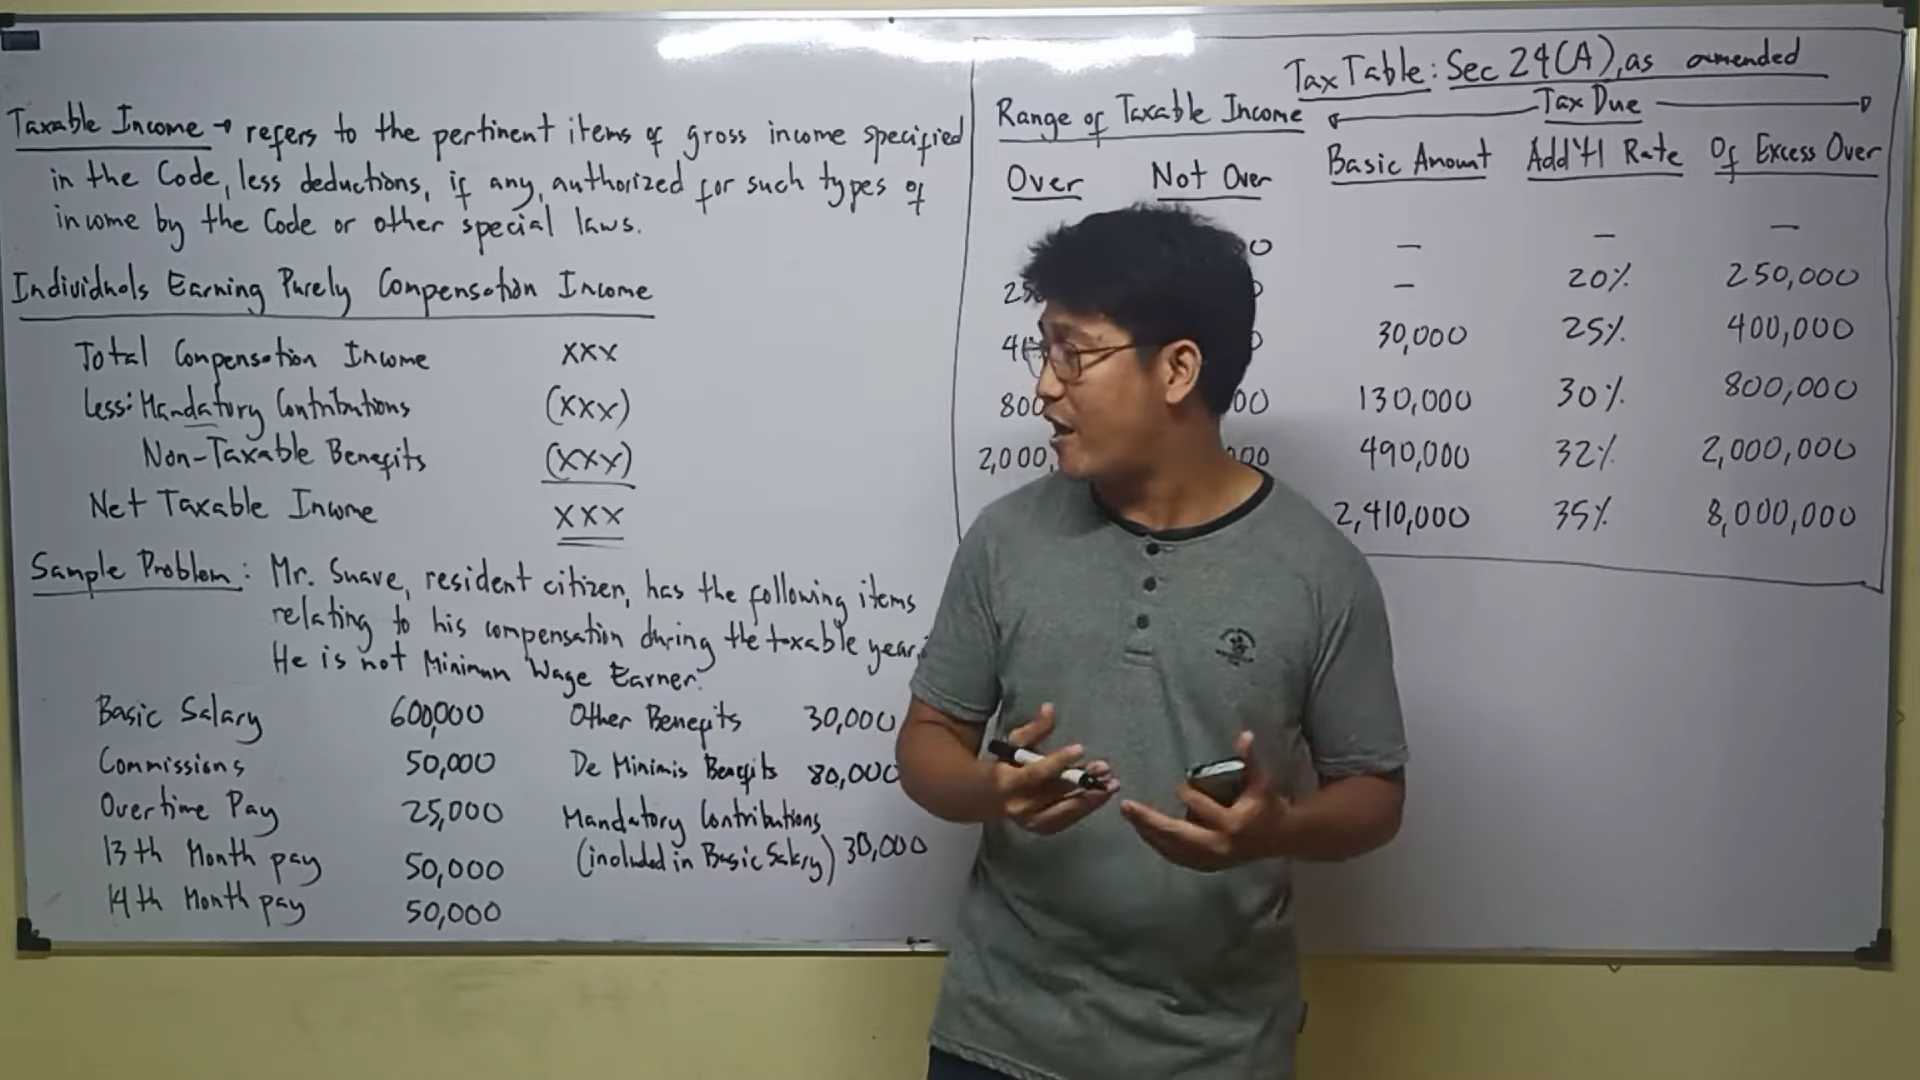 Taxable Income → refers to the pertinent items of gross income specified
in the Code, less deductions, if any, authorized for such types of
income by the Code or other special laws.
Individuals Earning Purely Compensation Income
Total Compensation Income xxx
Less: Mandatory Contributions (xxx)
Non-Taxable Benefits (xxx)
Net Taxable Income xxx
Sample Problem: Mr. Suave, resident citizen, has the following items
relating to his compensation during the taxable year.
He is not Minimum Wage Earner.
Basic Salary 600,000 Other Benefits 30,000
Commissions 50,000 De Minimis Benefits 80,000
Overtime Pay 25,000 Mandatory Contributions
13th Month pay 50,000 (included in Basic Salary) 30,000
14th Month pay 50,000
Tax Table: Sec 24(A), as amended
Range of Taxable Income Tax Due
Over Not Over Basic Amount Add'tl Rate Of Excess Over
— — —
— 20% 250,000
30,000 25% 400,000
130,000 30% 800,000
2,000, 490,000 32% 2,000,000
2,410,000 35% 8,000,000